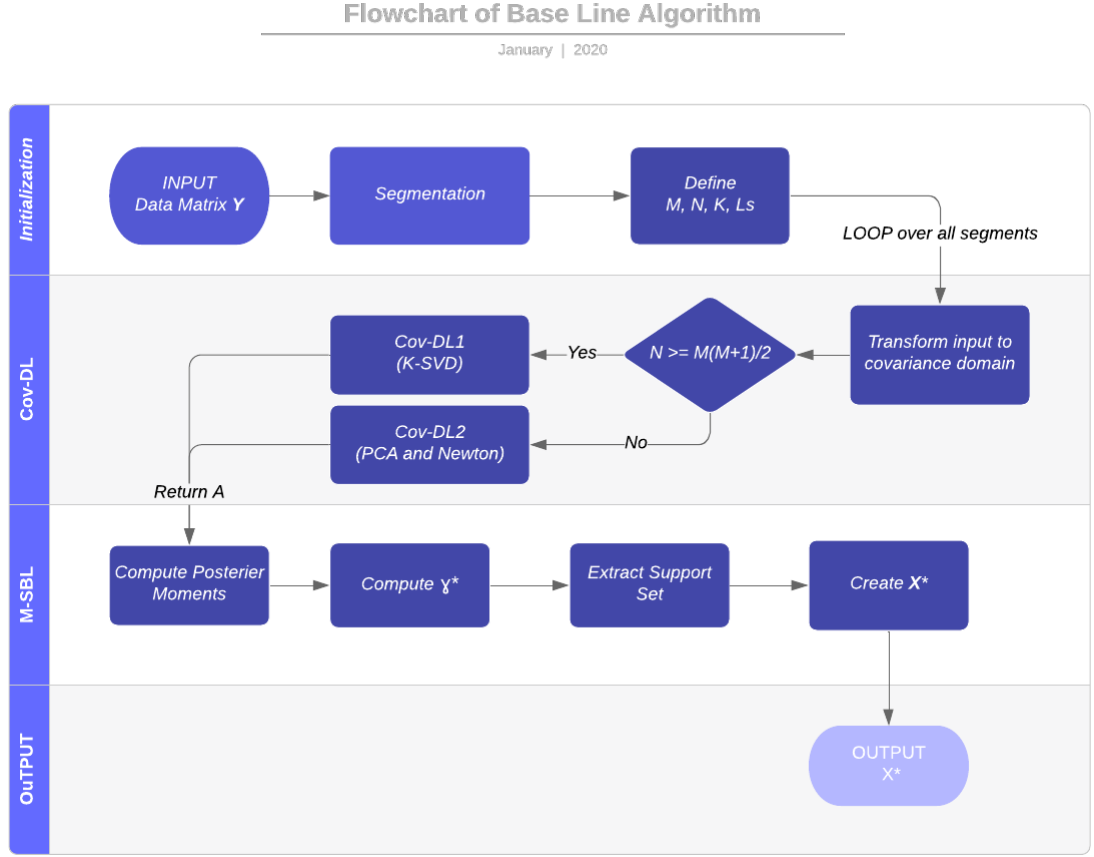 Flowchart of Base Line Algorithm
January | 2020
Initialization
INPUT
Data Matrix Y
Segmentation
Define
M, N, K, Ls
LOOP over all segments
Cov-DL
Transform input to
covariance domain
N >= M(M+1)/2
Yes
No
Cov-DL1
(K-SVD)
Cov-DL2
(PCA and Newton)
Return A
M-SBL
Compute Posterier
Moments
Compute ɣ*
Extract Support
Set
Create X*
OuTPUT
OUTPUT
X*